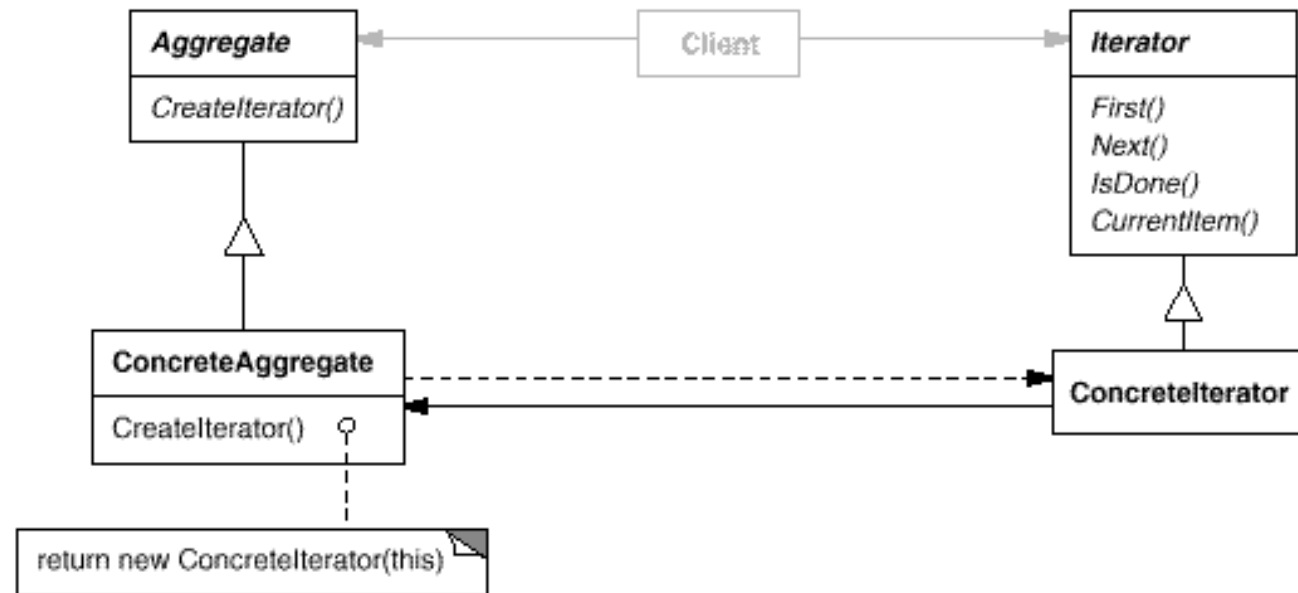 Aggregate
CreateIterator()
Client
Iterator
First()
Next()
IsDone()
CurrentItem()
ConcreteAggregate
CreateIterator()
ConcreteIterator
return new ConcreteIterator(this)